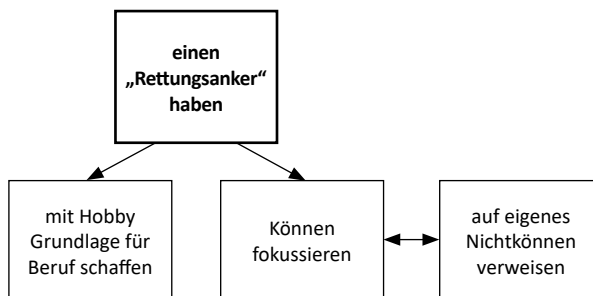 einen
„Rettungsanker“
haben
mit Hobby
Grundlage für
Beruf schaffen
Können
fokussieren
auf eigenes
Nichtkönnen
verweisen